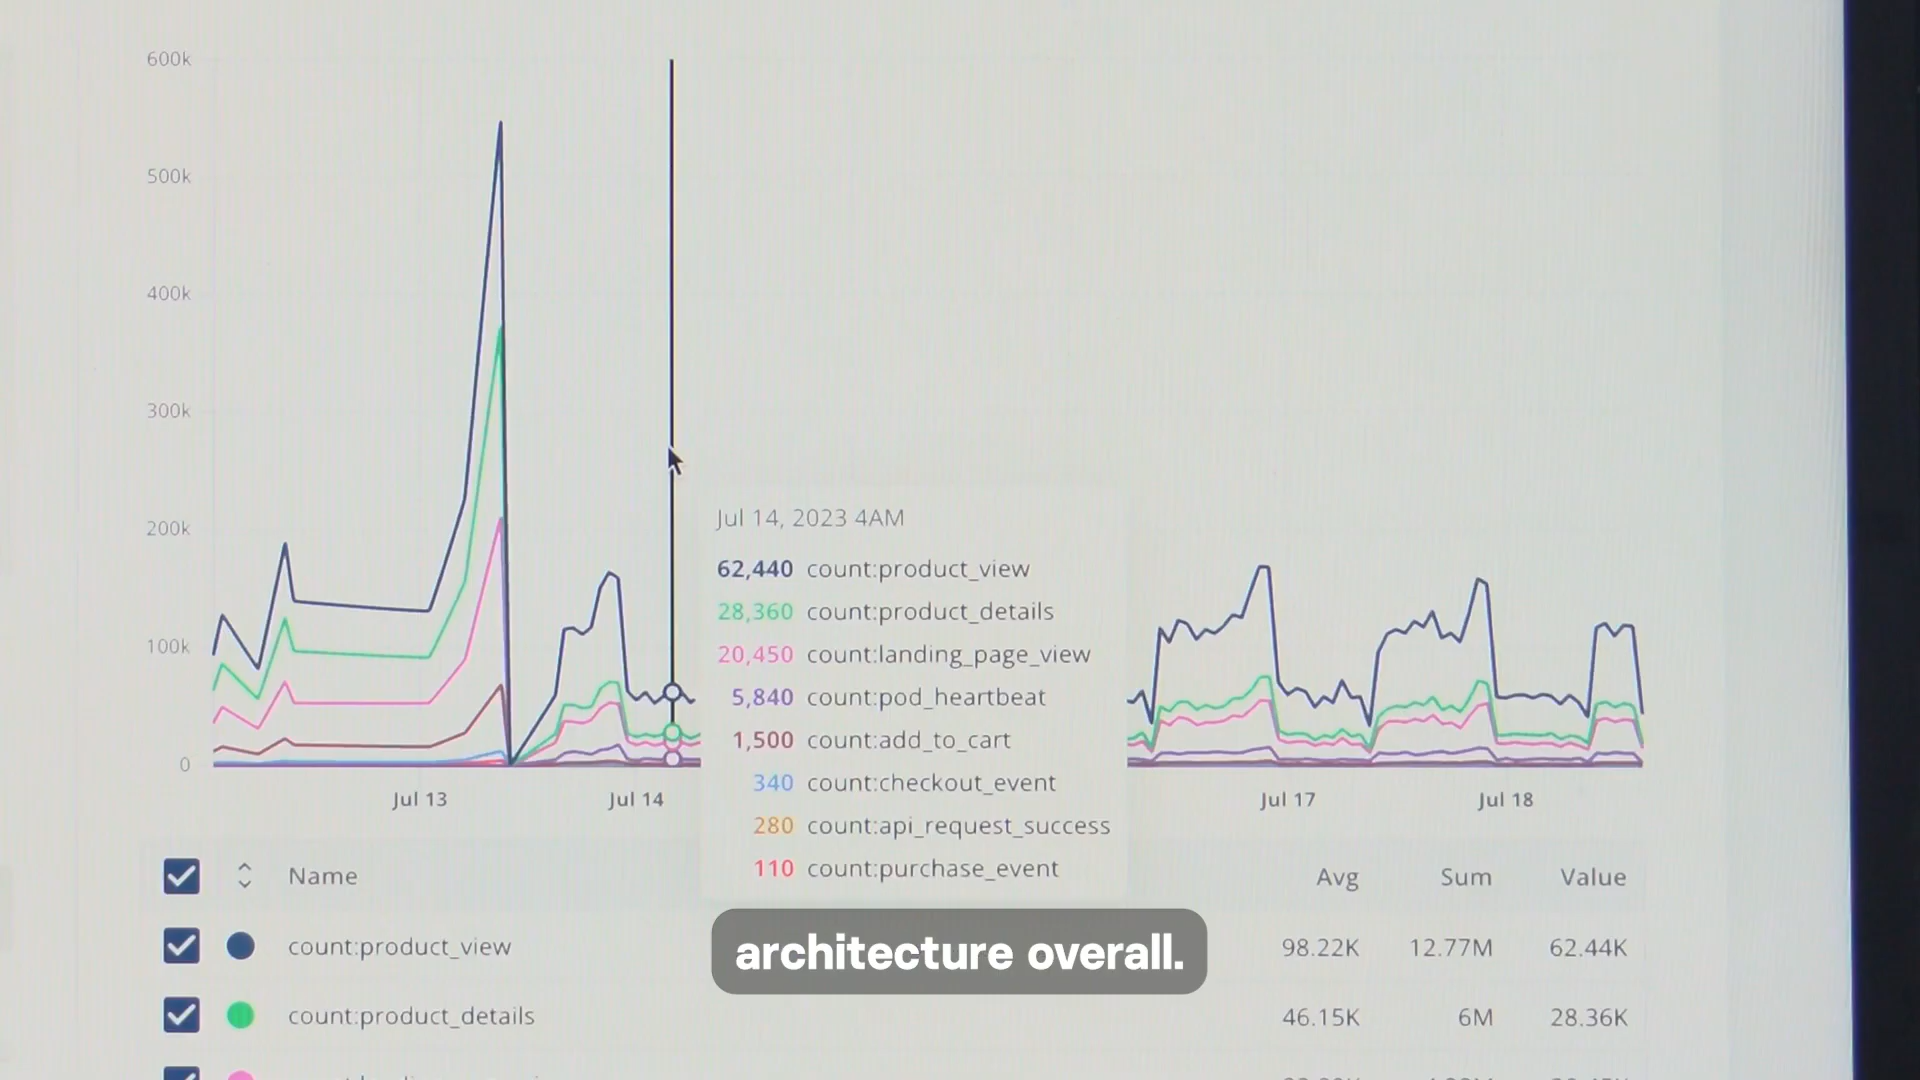 600k
500k
400k
300k
200k
100k
0
Jul 13
Jul 14
Jul 17
Jul 18
Jul 14, 2023 4AM
62,440 count:product_view
28,360 count:product_details
20,450 count:landing_page_view
5,840 count:pod_heartbeat
1,500 count:add_to_cart
340 count:checkout_event
280 count:api_request_success
110 count:purchase_event
Name Avg Sum Value
count:product_view 98.22K 12.77M 62.44K
architecture overall.
count:product_details 46.15K 6M 28.36K